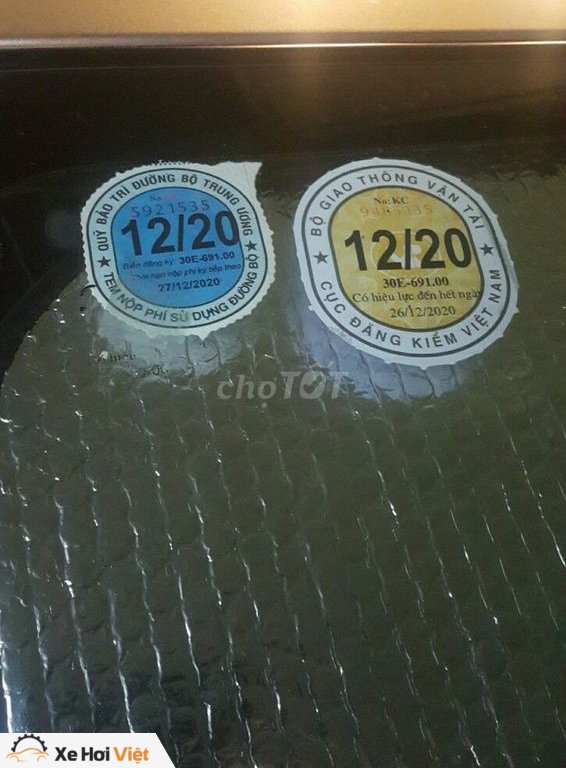 QUỸ BẢO TRÌ ĐƯỜNG BỘ TRUNG ƯƠNG
5921535
12/20
Biển đăng ký: 30E-691.00
Thời hạn nộp phí kỳ tiếp theo
27/12/2020
★ TEM NỘP PHÍ SỬ DỤNG ĐƯỜNG BỘ ★
BỘ GIAO THÔNG VẬN TẢI
No: KC
12/20
30E-691.00
Có hiệu lực đến hết ngày
26/12/2020
★ CỤC ĐĂNG KIỂM VIỆT NAM ★
choTỐT
Xe Hơi Việt